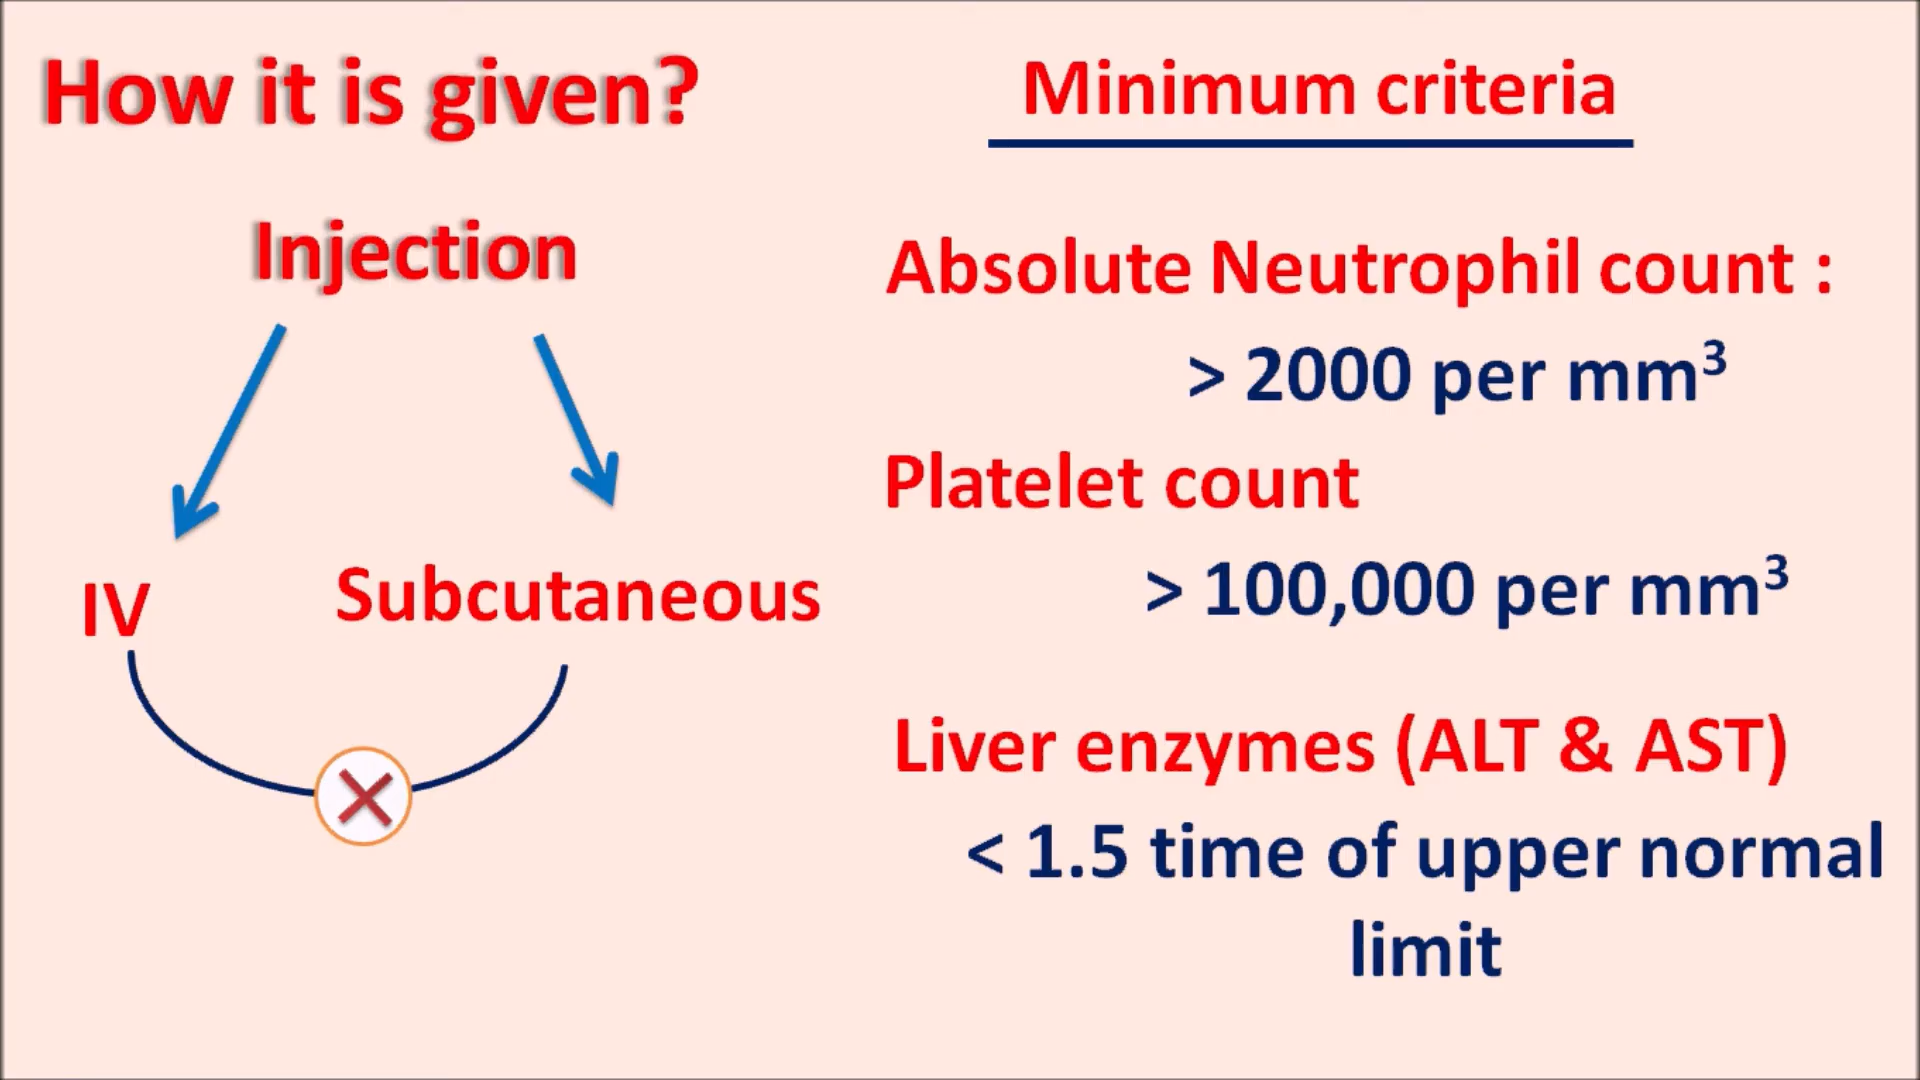 How it is given?
Injection
IV
Subcutaneous
Minimum criteria
Absolute Neutrophil count :
> 2000 per mm³
Platelet count
> 100,000 per mm³
Liver enzymes (ALT & AST)
< 1.5 time of upper normal
limit